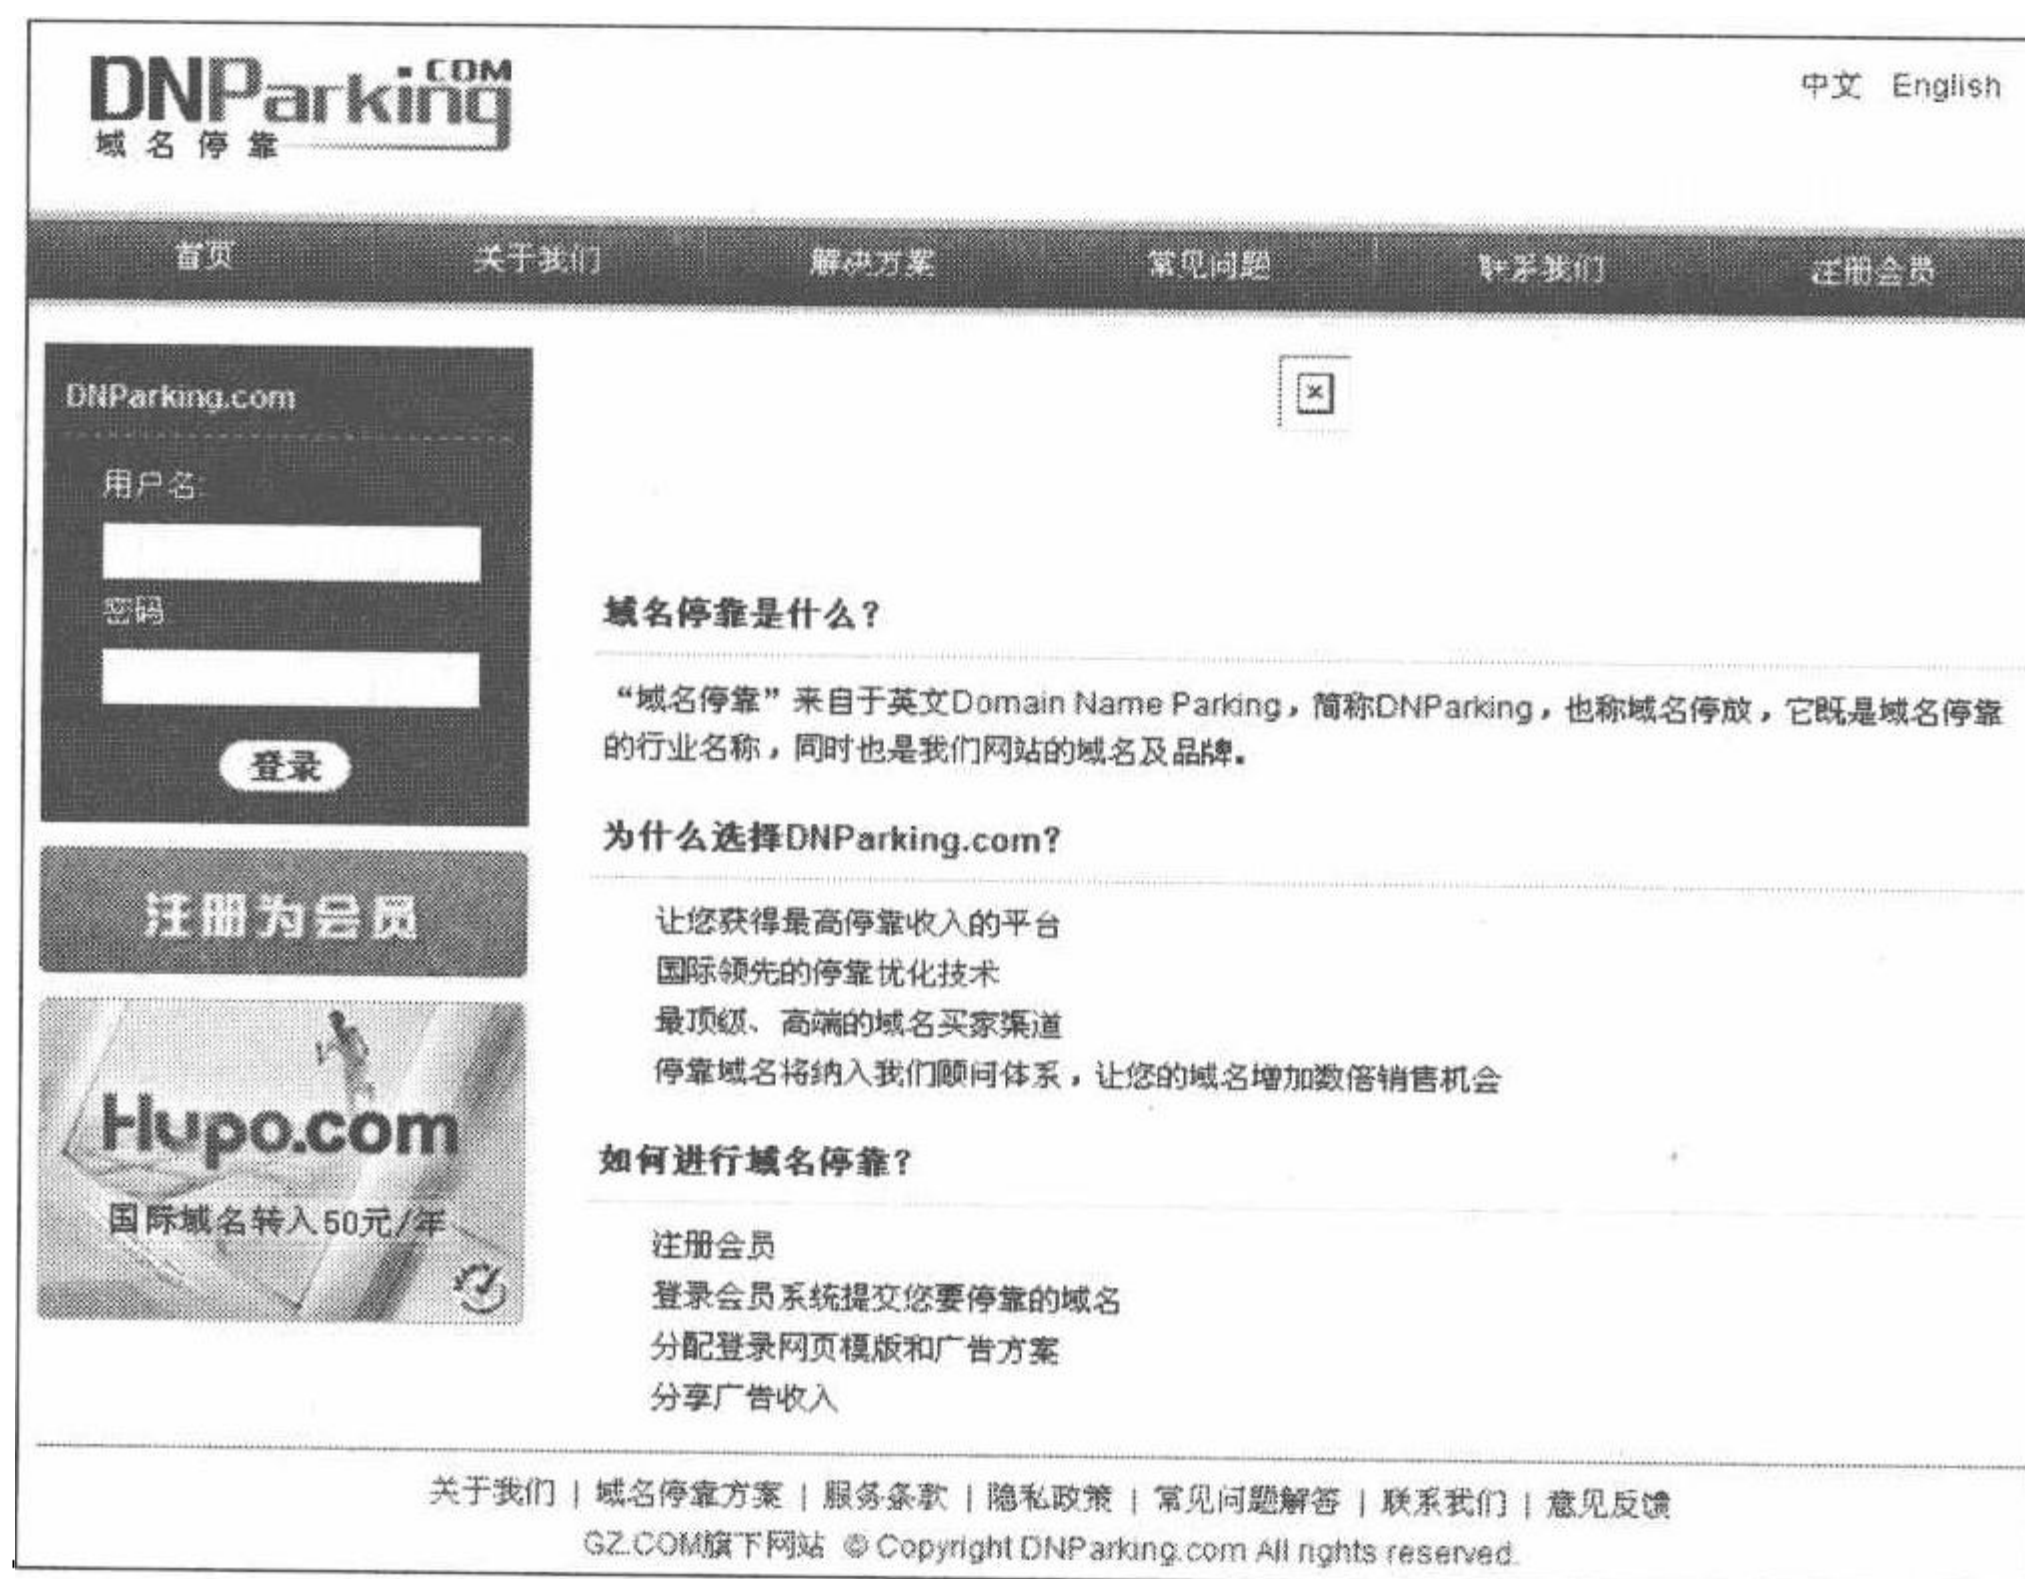 DNParking.COM
域名停靠
中文 English
首页 关于我们 解决方案 常见问题 联系我们 注册会员
DNParking.com
用户名:
密码
登录
注册为会员
Hupo.com
国际域名转入50元/年
域名停靠是什么?
“域名停靠”来自于英文Domain Name Parking,简称DNParking,也称域名停放,它既是域名停靠
的行业名称,同时也是我们网站的域名及品牌。
为什么选择DNParking.com?
让您获得最高停靠收入的平台
国际领先的停靠优化技术
最顶级、高端的域名买家渠道
停靠域名将纳入我们顾问体系,让您的域名增加数倍销售机会
如何进行域名停靠?
注册会员
登录会员系统提交您要停靠的域名
分配登录网页模版和广告方案
分享广告收入
关于我们 | 域名停靠方案 | 服务条款 | 隐私政策 | 常见问题解答 | 联系我们 | 意见反馈
GZ.COM旗下网站 © Copyright DNParking.com All rights reserved.